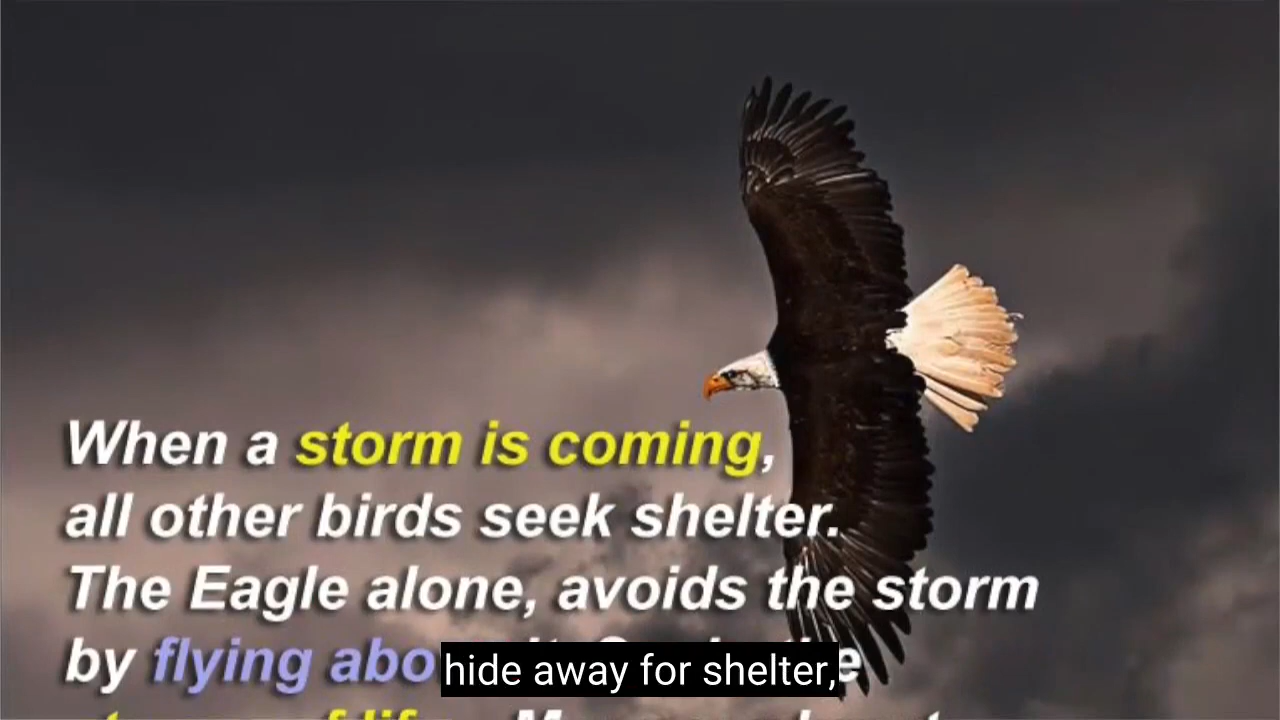 When a storm is coming,
all other birds seek shelter.
The Eagle alone, avoids the storm
by flying
hide away for shelter,